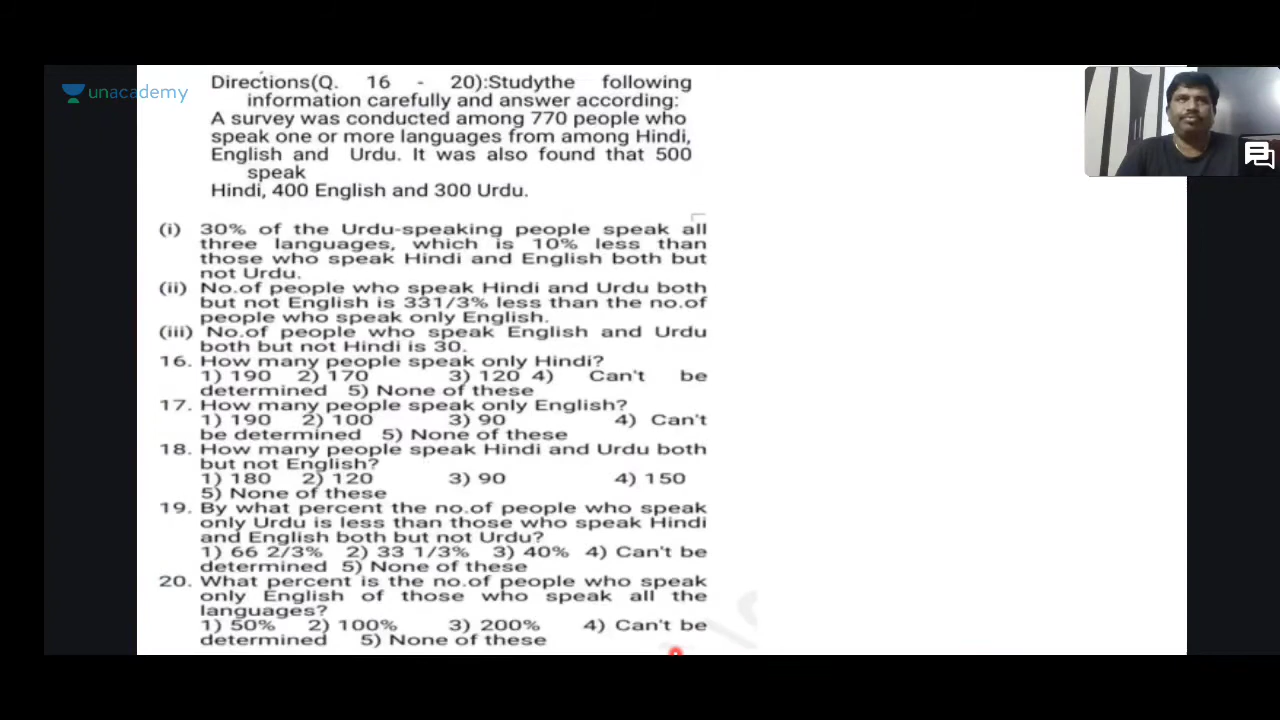 unacademy
Directions(Q. 16 - 20):Studythe following
information carefully and answer according:
A survey was conducted among 770 people who
speak one or more languages from among Hindi,
English and Urdu. It was also found that 500
speak
Hindi, 400 English and 300 Urdu.
(i) 30% of the Urdu-speaking people speak all
three languages, which is 10% less than
those who speak Hindi and English both but
not Urdu.
(ii) No.of people who speak Hindi and Urdu both
but not English is 331/3% less than the no.of
people who speak only English.
(iii) No.of people who speak English and Urdu
both but not Hindi is 30.
16. How many people speak only Hindi?
1) 190 2) 170 3) 120 4) Can't be
determined 5) None of these
17. How many people speak only English?
1) 190 2) 100 3) 90 4) Can't
be determined 5) None of these
18. How many people speak Hindi and Urdu both
but not English?
1) 180 2) 120 3) 90 4) 150
5) None of these
19. By what percent the no.of people who speak
only Urdu is less than those who speak Hindi
and English both but not Urdu?
1) 66 2/3% 2) 33 1/3% 3) 40% 4) Can't be
determined 5) None of these
20. What percent is the no.of people who speak
only English of those who speak all the
languages?
1) 50% 2) 100% 3) 200% 4) Can't be
determined 5) None of these